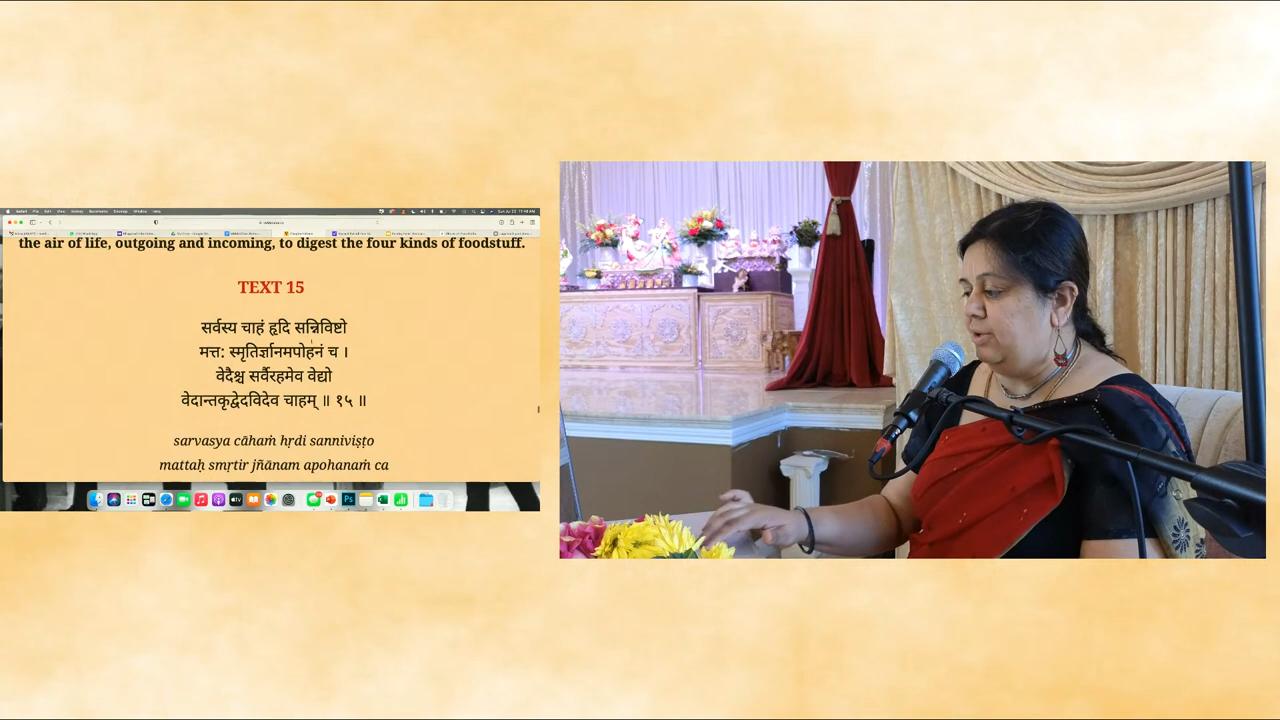 the air of life, outgoing and incoming, to digest the four kinds of foodstuff.
TEXT 15
सर्वस्य चाहं हृदि सन्निविष्टो
मत्त: स्मृतिर्ज्ञानमपोहनं च ।
वेदैश्च सर्वैरहमेव वेद्यो
वेदान्तकृद्वेदविदेव चाहम् ॥ १५ ॥
sarvasya cāhaṁ hṛdi sanniviṣṭo
mattaḥ smṛtir jñānam apohanaṁ ca